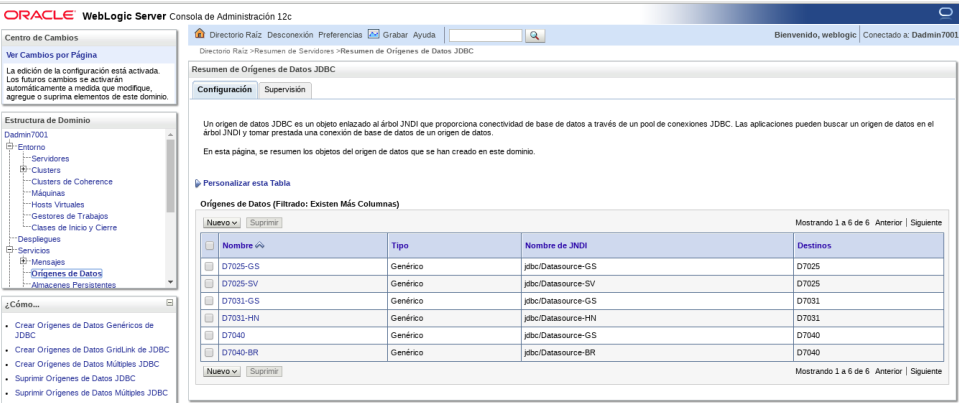 ORACLE WebLogic Server Consola de Administración 12c
Centro de Cambios
Ver Cambios por Página
La edición de la configuración está activada.
Los futuros cambios se activarán
automáticamente a medida que modifique,
agregue o suprima elementos de este dominio.
Estructura de Dominio
Dadmin7001
Entorno
Servidores
Clusters
Clusters de Coherence
Máquinas
Hosts Virtuales
Gestores de Trabajos
Clases de Inicio y Cierre
Despliegues
Servicios
Mensajes
Orígenes de Datos
Almacenes Persistentes
¿Cómo...
Crear Orígenes de Datos Genéricos de
JDBC
Crear Orígenes de Datos GridLink de JDBC
Crear Orígenes de Datos Múltiples JDBC
Suprimir Orígenes de Datos JDBC
Suprimir Orígenes de Datos Múltiples JDBC
Directorio Raíz Desconexión Preferencias Grabar Ayuda
Bienvenido, weblogic Conectado a: Dadmin7001
Directorio Raíz >Resumen de Servidores >Resumen de Orígenes de Datos JDBC
Resumen de Orígenes de Datos JDBC
Configuración Supervisión
Un origen de datos JDBC es un objeto enlazado al árbol JNDI que proporciona conectividad de base de datos a través de un pool de conexiones JDBC. Las aplicaciones pueden buscar un origen de datos en el
árbol JNDI y tomar prestada una conexión de base de datos de un origen de datos.
En esta página, se resumen los objetos del origen de datos que se han creado en este dominio.
Personalizar esta Tabla
Orígenes de Datos (Filtrado: Existen Más Columnas)
Nuevo Suprimir Mostrando 1 a 6 de 6 Anterior | Siguiente
Nombre Tipo Nombre de JNDI Destinos
D7025-GS Genérico jdbc/Datasource-GS D7025
D7025-SV Genérico jdbc/Datasource-SV D7025
D7031-GS Genérico jdbc/Datasource-GS D7031
D7031-HN Genérico jdbc/Datasource-HN D7031
D7040 Genérico jdbc/Datasource-GS D7040
D7040-BR Genérico jdbc/Datasource-BR D7040
Nuevo Suprimir Mostrando 1 a 6 de 6 Anterior | Siguiente